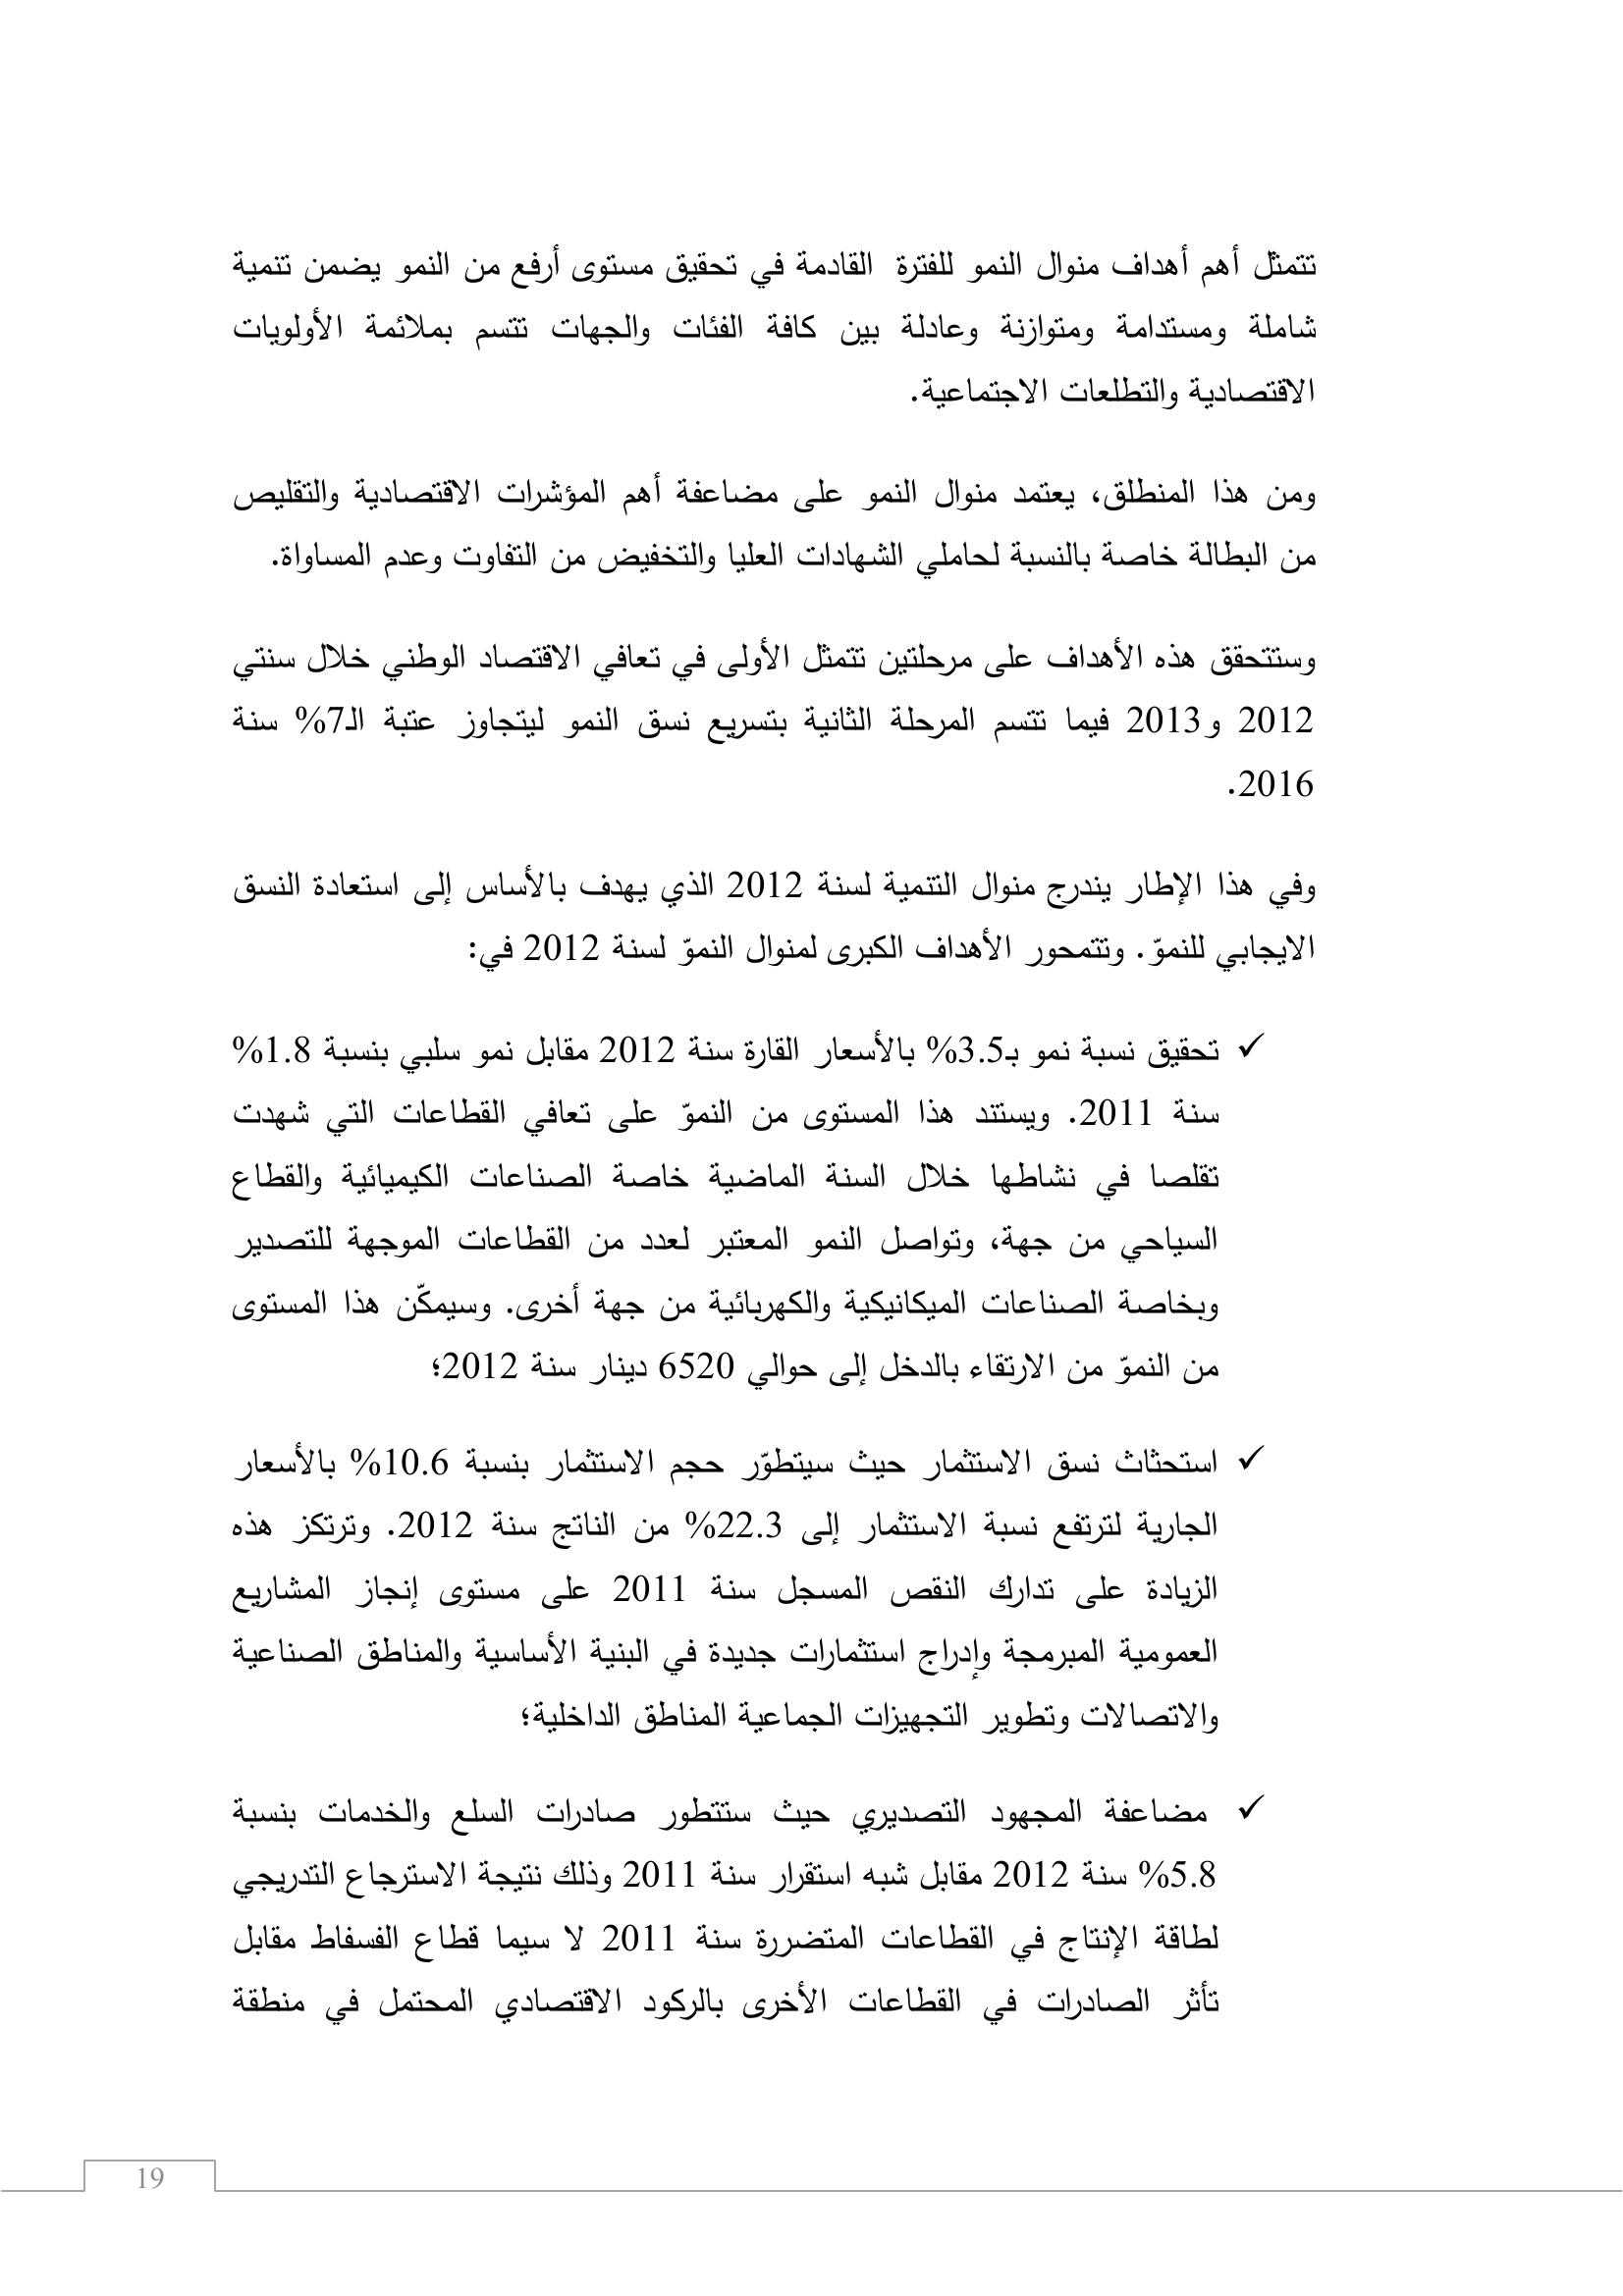 تتمثل أهم أهداف منوال النمو للفترة القادمة في تحقيق مستوى أرفع من النمو يضمن تنمية
شاملة ومستدامة ومتوازنة وعادلة بين كافة الفئات والجهات تتسم بملائمة الأولويات
الاقتصادية والتطلعات الاجتماعية.
ومن هذا المنطلق، يعتمد منوال النمو على مضاعفة أهم المؤشرات الاقتصادية والتقليص
من البطالة خاصة بالنسبة لحاملي الشهادات العليا والتخفيض من التفاوت وعدم المساواة.
وستتحقق هذه الأهداف على مرحلتين تتمثل الأولى في تعافي الاقتصاد الوطني خلال سنتي
2012 و2013 فيما تتسم المرحلة الثانية بتسريع نسق النمو ليتجاوز عتبة الـ7% سنة
2016.
وفي هذا الإطار يندرج منوال التنمية لسنة 2012 الذي يهدف بالأساس إلى استعادة النسق
الايجابي للنموّ. وتتمحور الأهداف الكبرى لمنوال النموّ لسنة 2012 في:
✓ تحقيق نسبة نمو بـ3.5% بالأسعار القارة سنة 2012 مقابل نمو سلبي بنسبة 1.8%
سنة 2011. ويستند هذا المستوى من النموّ على تعافي القطاعات التي شهدت
تقلصا في نشاطها خلال السنة الماضية خاصة الصناعات الكيميائية والقطاع
السياحي من جهة، وتواصل النمو المعتبر لعدد من القطاعات الموجهة للتصدير
وبخاصة الصناعات الميكانيكية والكهربائية من جهة أخرى. وسيمكّن هذا المستوى
من النموّ من الارتقاء بالدخل إلى حوالي 6520 دينار سنة 2012؛
✓ استحثاث نسق الاستثمار حيث سيتطوّر حجم الاستثمار بنسبة 10.6% بالأسعار
الجارية لترتفع نسبة الاستثمار إلى 22.3% من الناتج سنة 2012. وترتكز هذه
الزيادة على تدارك النقص المسجل سنة 2011 على مستوى إنجاز المشاريع
العمومية المبرمجة وإدراج استثمارات جديدة في البنية الأساسية والمناطق الصناعية
والاتصالات وتطوير التجهيزات الجماعية المناطق الداخلية؛
✓ مضاعفة المجهود التصديري حيث ستتطور صادرات السلع والخدمات بنسبة
5.8% سنة 2012 مقابل شبه استقرار سنة 2011 وذلك نتيجة الاسترجاع التدريجي
لطاقة الإنتاج في القطاعات المتضررة سنة 2011 لا سيما قطاع الفسفاط مقابل
تأثر الصادرات في القطاعات الأخرى بالركود الاقتصادي المحتمل في منطقة
19